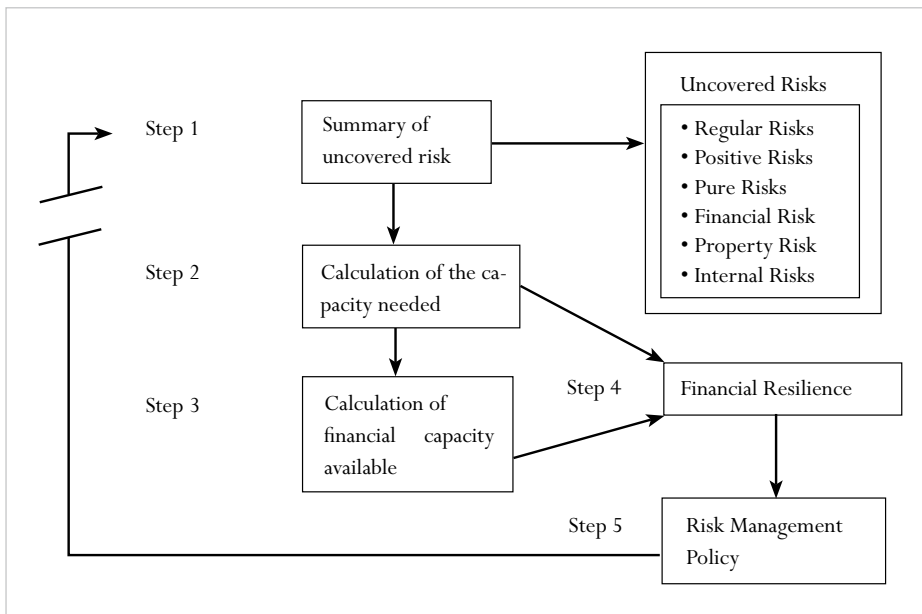 Step 1
Summary of
uncovered risk
Uncovered Risks
• Regular Risks
• Positive Risks
• Pure Risks
• Financial Risk
• Property Risk
• Internal Risks
Step 2
Calculation of the ca-
pacity needed
Step 3
Calculation of
financial capacity
available
Step 4
Financial Resilience
Step 5
Risk Management
Policy